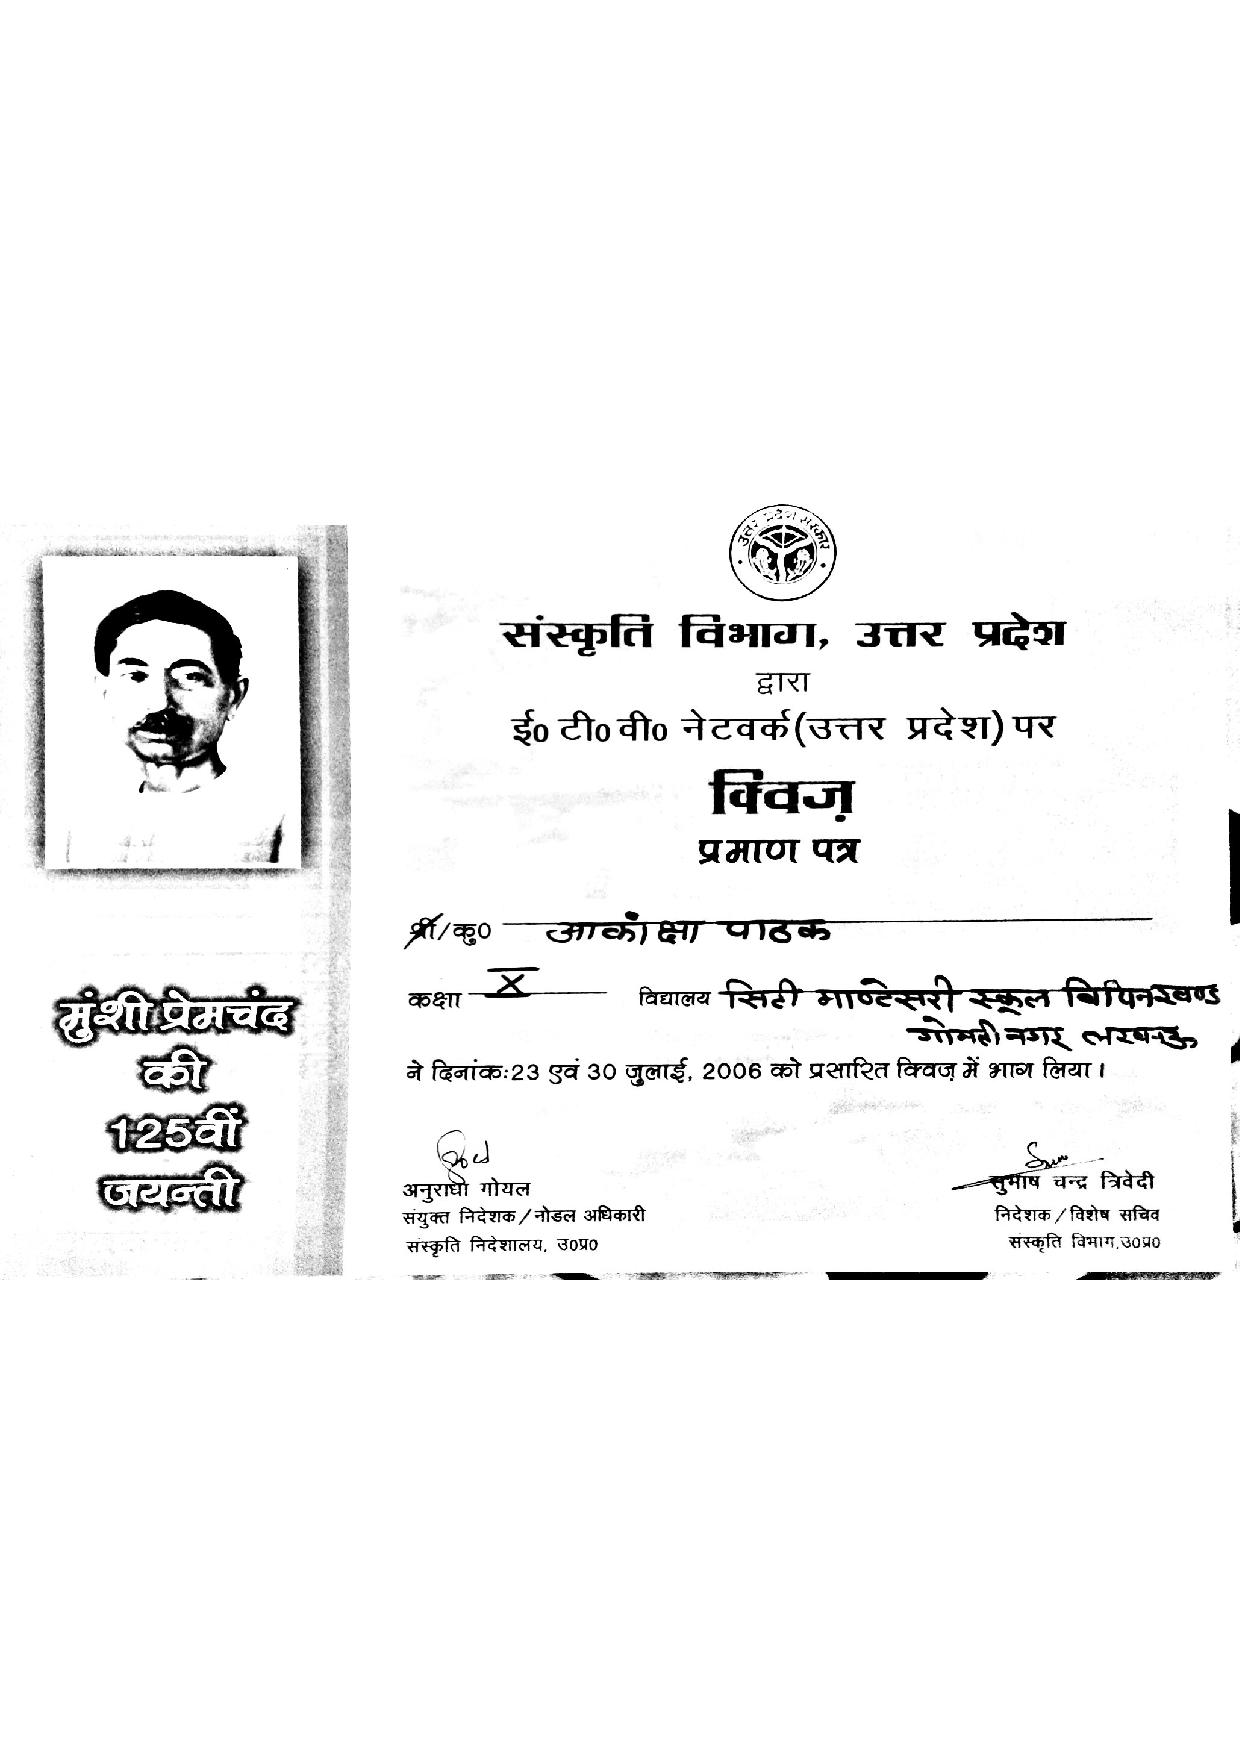 उत्तर प्रदेश सरकार
संस्कृति विभाग, उत्तर प्रदेश
द्वारा
ई० टी० वी० नेटवर्क(उत्तर प्रदेश) पर
क्विज़
प्रमाण पत्र
श्री/कु० आकांक्षा पाठक
कक्षा X विद्यालय सिटी माण्टेसरी स्कूल विपिनखण्ड
गोमती नगर लखनऊ
ने दिनांक:23 एवं 30 जुलाई, 2006 को प्रसारित क्विज़ में भाग लिया।
अनुराधा गोयल
संयुक्त निदेशक/नोडल अधिकारी
संस्कृति निदेशालय, उ०प्र०
सुभाष चन्द्र त्रिवेदी
निदेशक/विशेष सचिव
संस्कृति विभाग,उ०प्र०
मुंशी प्रेमचंद
की
125वीं
जयन्ती